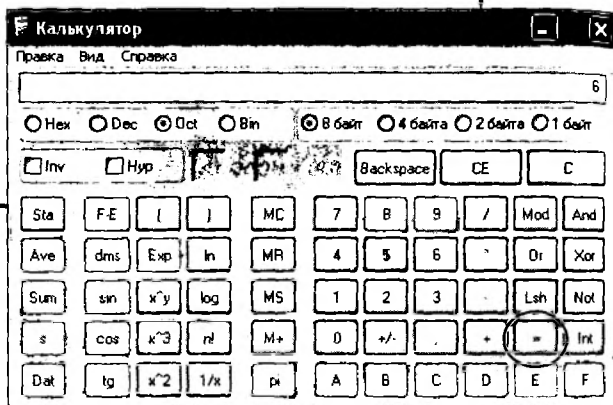 Калькулятор
Правка Вид Справка
6
Hex Dec Oct Bin 8 байт 4 байта 2 байта 1 байт
Inv Hyp Backspace CE C
Sta F-E ( ) MC 7 8 9 / Mod And
Ave dms Exp ln MR 4 5 6 * Or Xor
Sum sin x^y log MS 1 2 3 - Lsh Not
s cos x^3 n! M+ 0 +/- , + = Int
Dat tg x^2 1/x pi A B C D E F